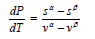 dP/dT = (s^α − s^β)/(v^α − v^β)